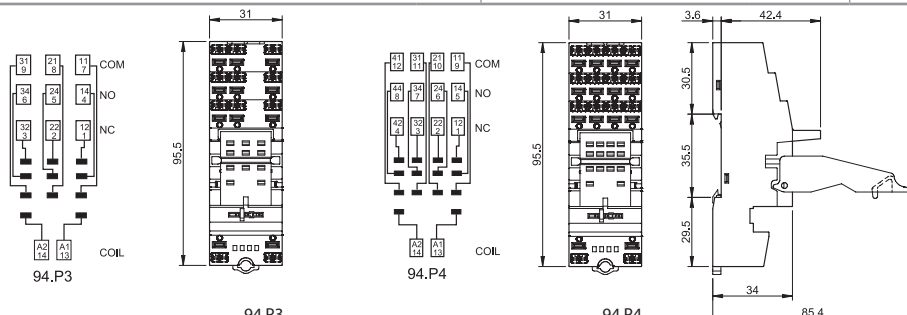 31
31
3.6
42.4
31 21 11
9 8 7
COM
34 24 14
6 5 4
NO
32 22 12
3 2 1
NC
A2 A1
14 13
COIL
94.P3
95.5
41 31 21 11
12 11 10 9
COM
44 34 24 14
8 7 6 5
NO
42 32 22 12
4 3 2 1
NC
A2 A1
14 13
COIL
94.P4
95.5
30.5
35.5
29.5
34
94.P3
94.P4
85.4